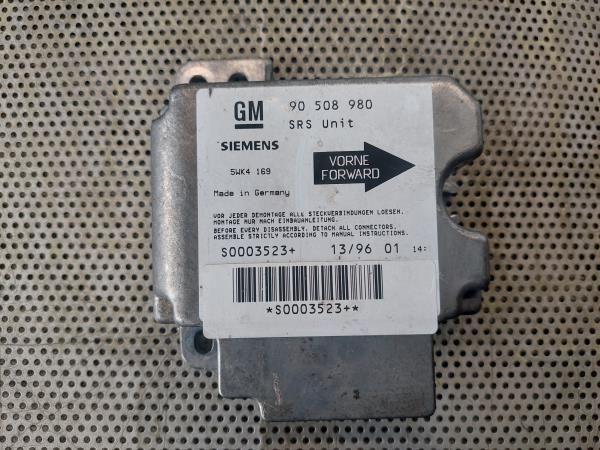 GM 90 508 980
SRS Unit
SIEMENS
VORNE
FORWARD
5WK4 169
Made in Germany
VOR JEDER DEMONTAGE ALLE STECKVERBINDUNGEN LOESEN.
MONTAGE NUR NACH EINBAUANLEITUNG.
BEFORE EVERY DISASSEMBLY, DETACH ALL CONNECTORS.
ASSEMBLE STRICTLY ACCORDING TO MANUAL INSTRUCTIONS.
S0003523+ 13/96 01 14:
*S0003523+*